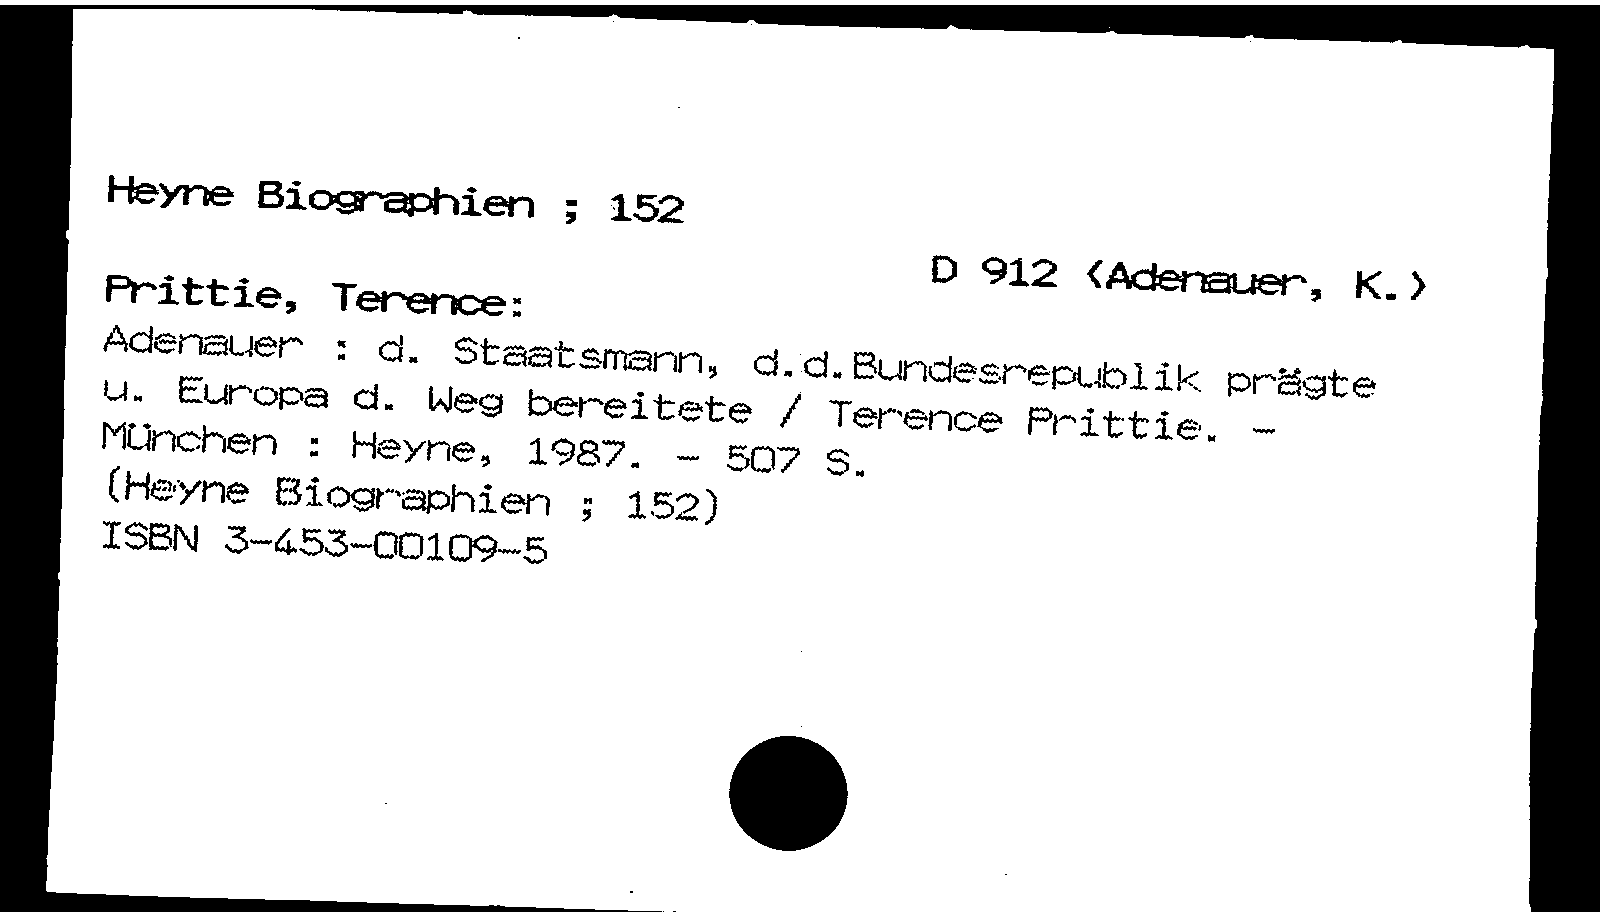 Heyne Biographien ; 152
D 912 <Adenauer, K.>
Prittie, Terence:
Adenauer : d. Staatsmann, d.d.Bundesrepublik prägte
u. Europa d. Weg bereitete / Terence Prittie. -
München : Heyne, 1987. - 507 S.
(Heyne Biographien ; 152)
ISBN 3-453-00109-5